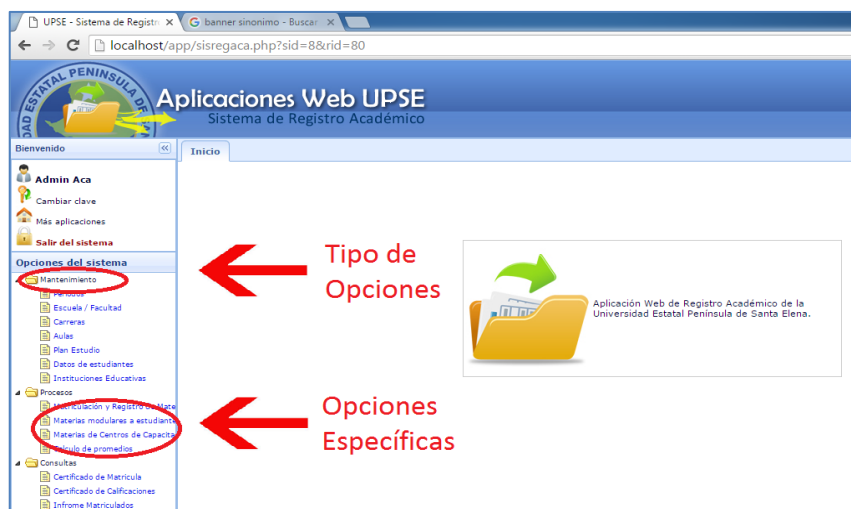 UPSE - Sistema de Registr
banner sinonimo - Buscar
localhost/app/sisregaca.php?sid=8&rid=80
Aplicaciones Web UPSE
Sistema de Registro Académico
Bienvenido
Inicio
Admin Aca
Cambiar clave
Más aplicaciones
Salir del sistema
Opciones del sistema
Tipo de
Opciones
Mantenimiento
Periodos
Escuela / Facultad
Carreras
Aulas
Plan Estudio
Datos de estudiantes
Instituciones Educativas
Aplicación Web de Registro Académico de la
Universidad Estatal Península de Santa Elena.
Procesos
Matriculación y Registro de Mate
Materias modulares a estudiante
Materias de Centros de Capacita
Calculo de promedios
Opciones
Específicas
Consultas
Certificado de Matricula
Certificado de Calificaciones
Infrome Matriculados